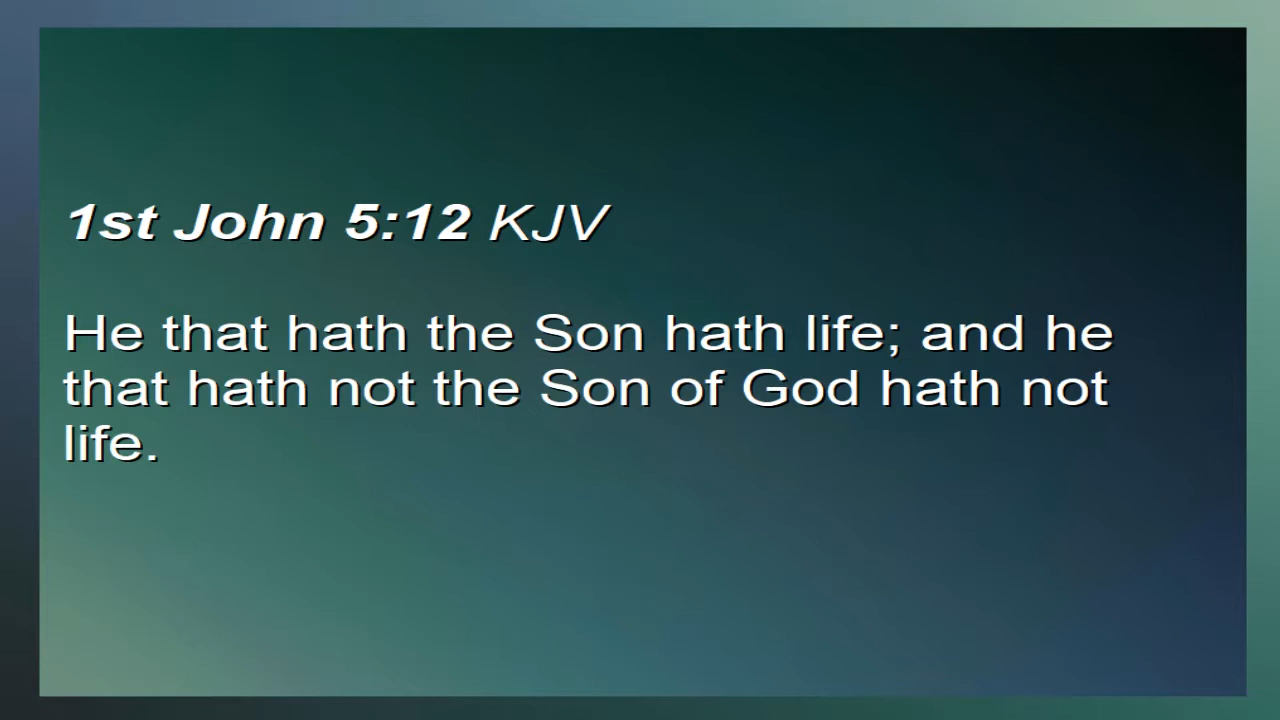 1st John 5:12 KJV
He that hath the Son hath life; and he
that hath not the Son of God hath not
life.